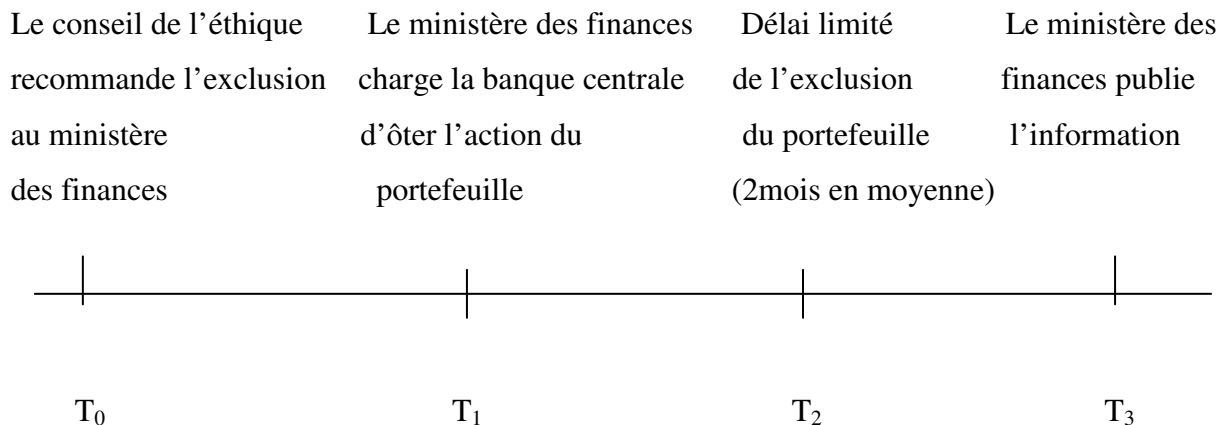 Le conseil de l’éthique
recommande l’exclusion
au ministère
des finances
Le ministère des finances
charge la banque centrale
d’ôter l’action du
portefeuille
Délai limité
de l’exclusion
du portefeuille
(2mois en moyenne)
Le ministère des
finances publie
l’information
T0
T1
T2
T3